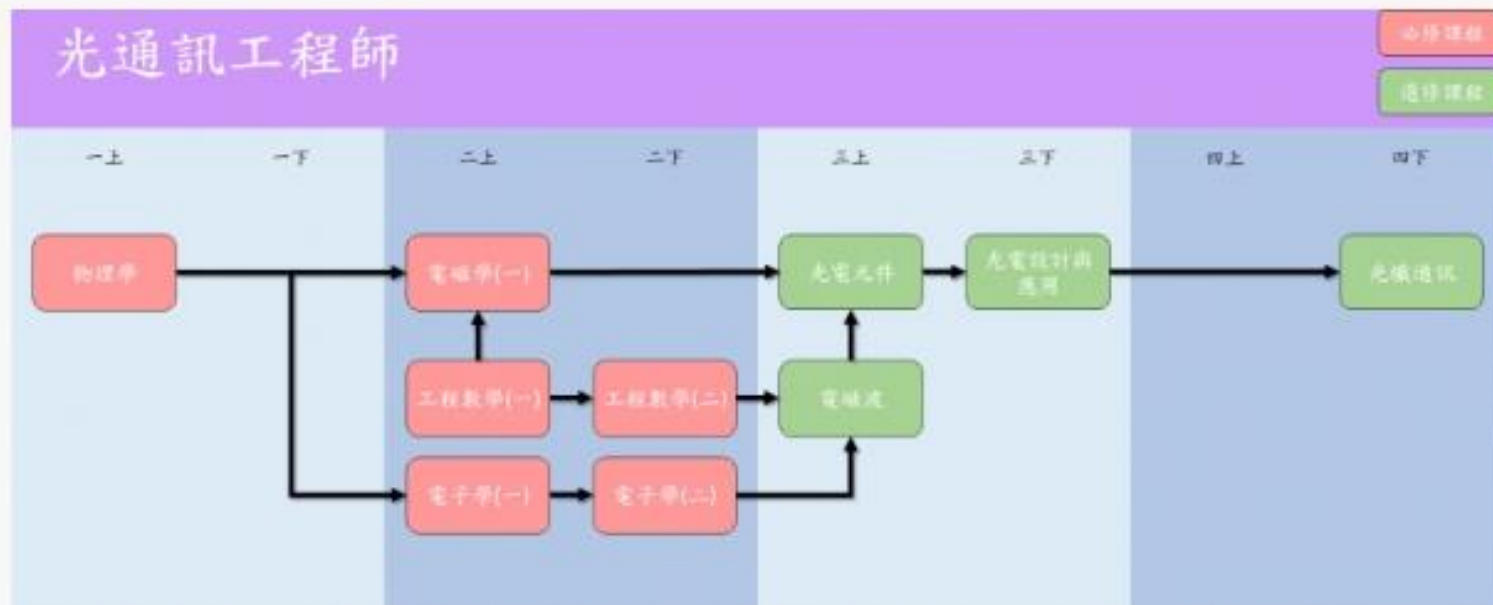 光通訊工程師
必修課程
選修課程
一上
一下
二上
二下
三上
三下
四上
四下
物理學
電磁學(一)
光電元件
光電設計與
應用
光纖通訊
工程數學(一)
工程數學(二)
電磁波
電子學(一)
電子學(二)